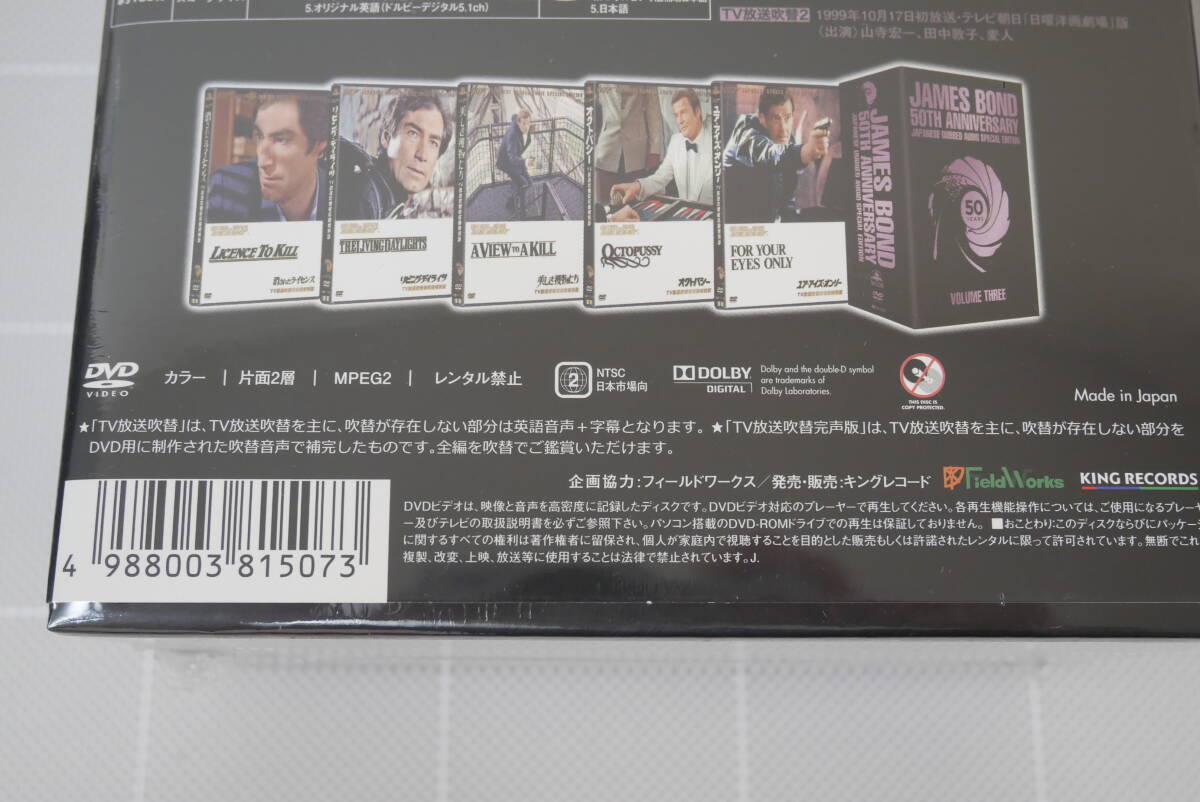 5.オリジナル英語(ドルビーデジタル5.1ch)
5.日本語
TV放送吹替2
1999年10月17日初放送・テレビ朝日「日曜洋画劇場」版
〈出演〉山寺宏一、田中敦子、麦人
LICENCE TO KILL
消されたライセンス
THE LIVING DAYLIGHTS
リビング・デイライツ
A VIEW TO A KILL
美しき獲物たち
OCTOPUSSY
オクトパシー
FOR YOUR
EYES ONLY
ユア・アイズ・オンリー
JAMES BOND
50TH ANNIVERSARY
JAPANESE DUBBED AUDIO SPECIAL EDITION
JAMES BOND
50TH ANNIVERSARY
JAPANESE DUBBED AUDIO SPECIAL EDITION
50
YEARS
VOLUME THREE
DVD
VIDEO
カラー | 片面2層 | MPEG2 | レンタル禁止
2
NTSC
日本市場向
DOLBY
DIGITAL
Dolby and the double-D symbol
are trademarks of
Dolby Laboratories.
THIS DISC IS
COPY PROTECTED.
Made in Japan
★「TV放送吹替」は、TV放送吹替を主に、吹替が存在しない部分は英語音声+字幕となります。 ★「TV放送吹替完声版」は、TV放送吹替を主に、吹替が存在しない部分を
DVD用に制作された吹替音声で補完したものです。全編を吹替でご鑑賞いただけます。
企画協力:フィールドワークス/発売・販売:キングレコード
FieldWorks
KING RECORDS
DVDビデオは、映像と音声を高密度に記録したディスクです。DVDビデオ対応のプレーヤーで再生してください。各再生機能操作については、ご使用になるプレーヤ
ー及びテレビの取扱説明書を必ずご参照下さい。パソコン搭載のDVD-ROMドライブでの再生は保証しておりません。 ■おことわり:このディスクならびにパッケージ
に関するすべての権利は著作権者に留保され、個人が家庭内で視聴することを目的とした販売もしくは許諾されたレンタルに限って許可されています。無断でこれ
複製、改変、上映、放送等に使用することは法律で禁止されています。J.
4 988003 815073